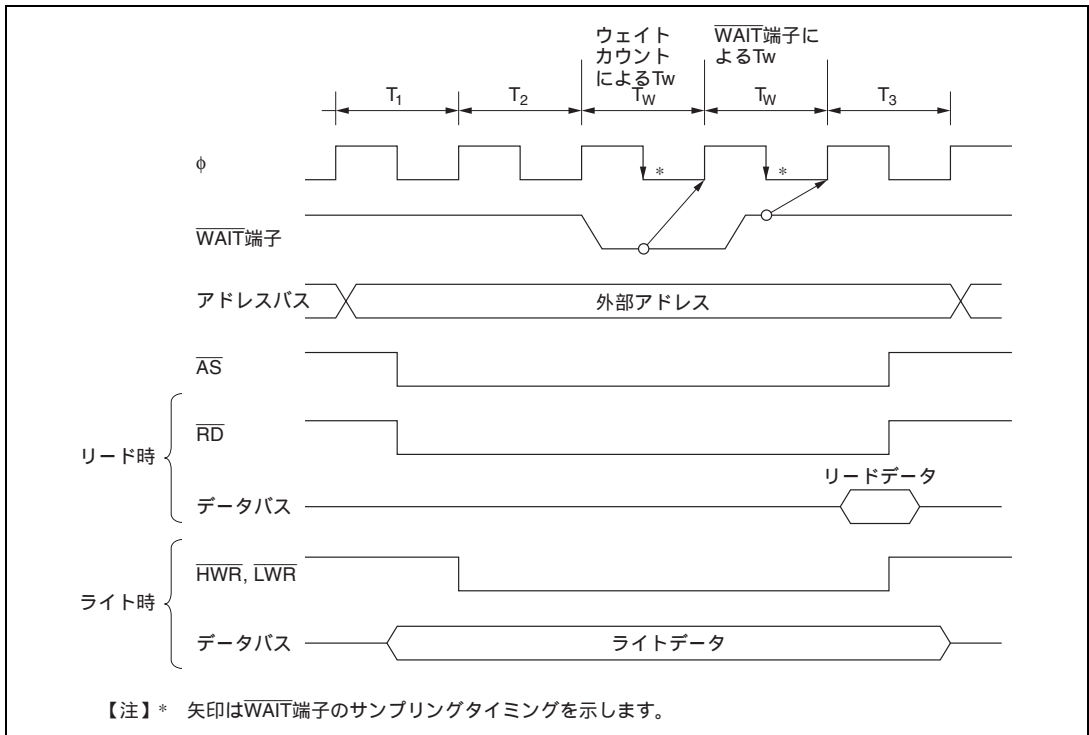 ウェイト
カウント
によるTw
WAIT端子に
よるTw
T1 T2 TW TW T3
φ
* *
WAIT端子
アドレスバス 外部アドレス
AS
リード時
RD
リードデータ
データバス
ライト時
HWR, LWR
データバス ライトデータ
【注】* 矢印はWAIT端子のサンプリングタイミングを示します。